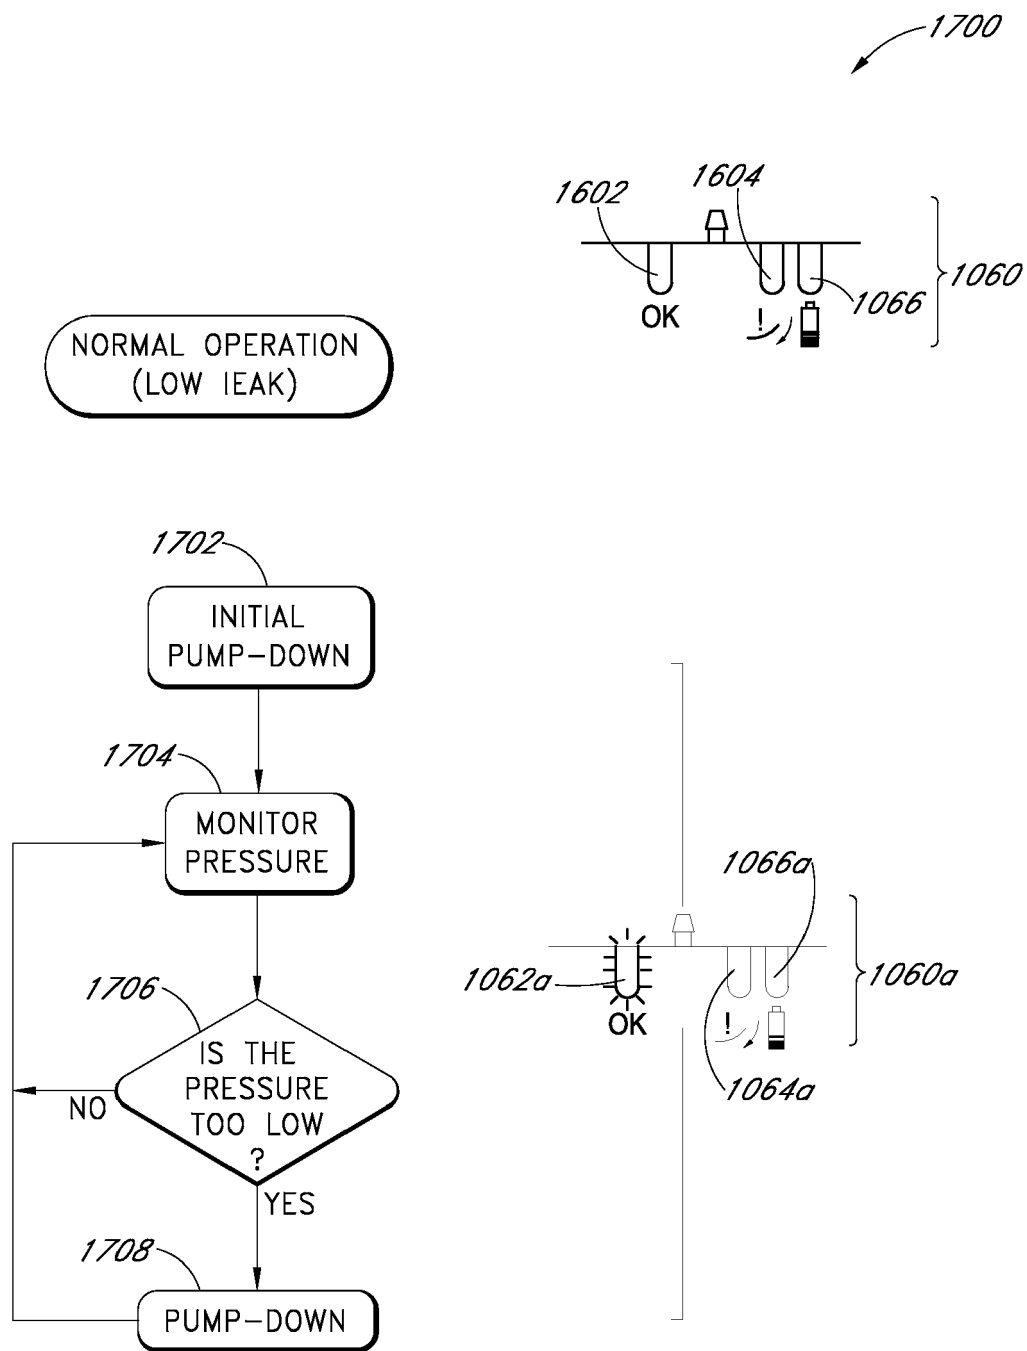 1700
1602
1604
OK
!
1066
1060
NORMAL OPERATION
(LOW IEAK)
1702
INITIAL
PUMP-DOWN
1704
MONITOR
PRESSURE
1066a
1062a
OK
!
1060a
1064a
1706
IS THE
PRESSURE
TOO LOW
?
NO
YES
1708
PUMP-DOWN